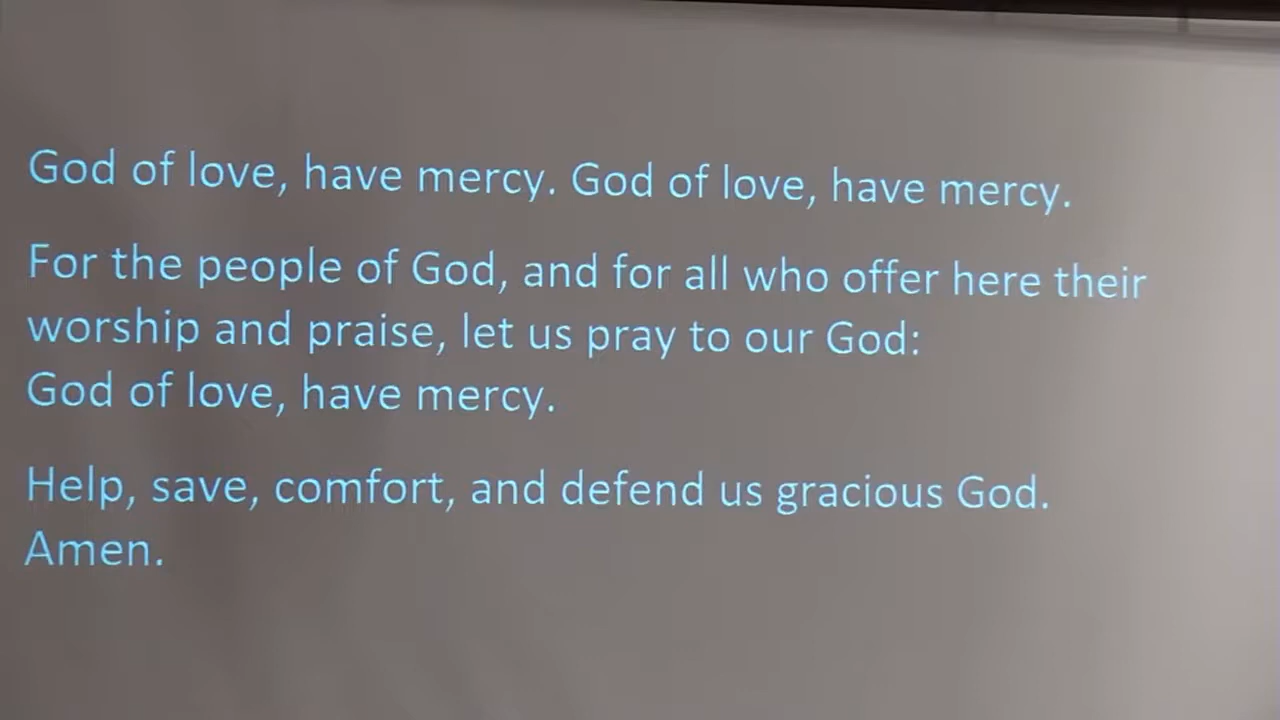 God of love, have mercy. God of love, have mercy.
For the people of God, and for all who offer here their
worship and praise, let us pray to our God:
God of love, have mercy.
Help, save, comfort, and defend us gracious God.
Amen.